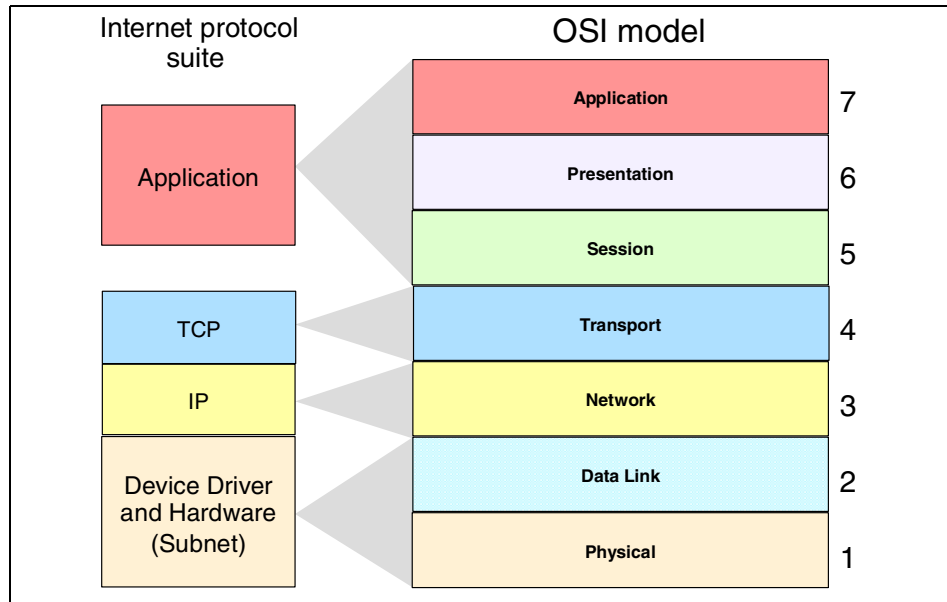 Internet protocol
suite
OSI model
Application
TCP
IP
Device Driver
and Hardware
(Subnet)
Application
7
Presentation
6
Session
5
Transport
4
Network
3
Data Link
2
Physical
1